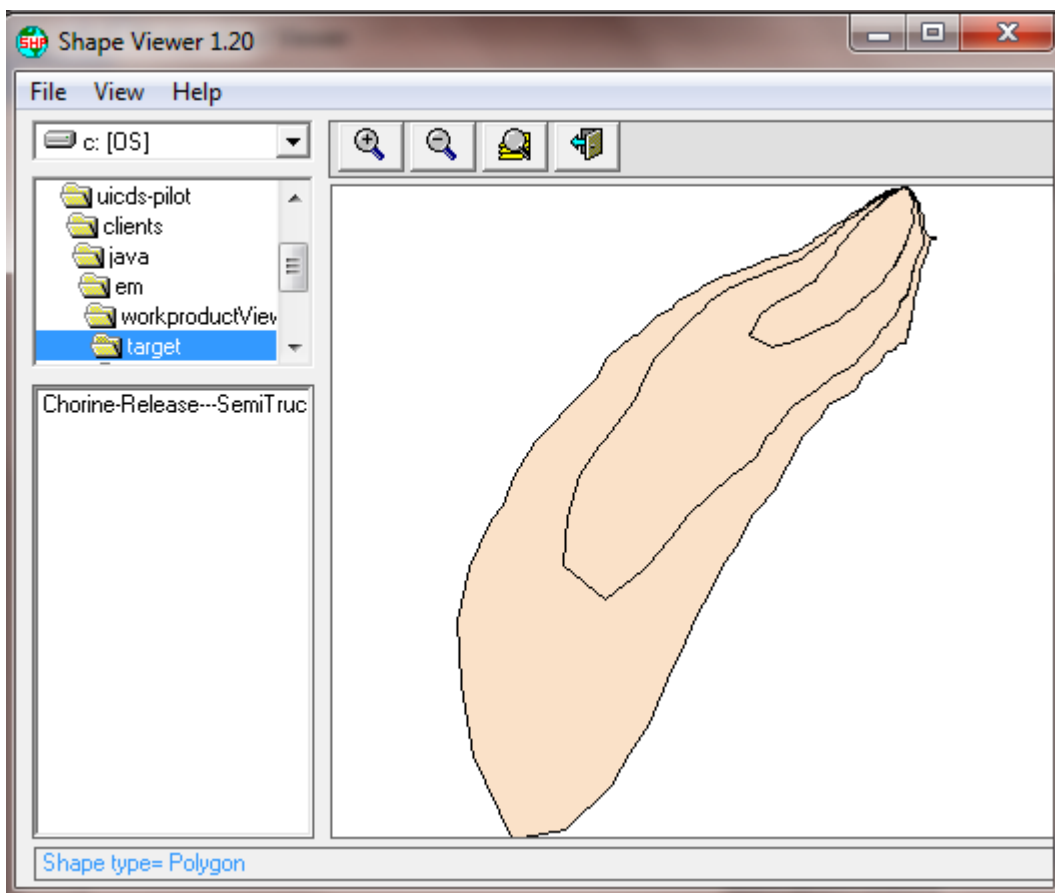 SHP Shape Viewer 1.20
File View Help
c: [OS]
uicds-pilot
clients
java
em
workproductView
target
Chorine-Release---SemiTruc
Shape type= Polygon